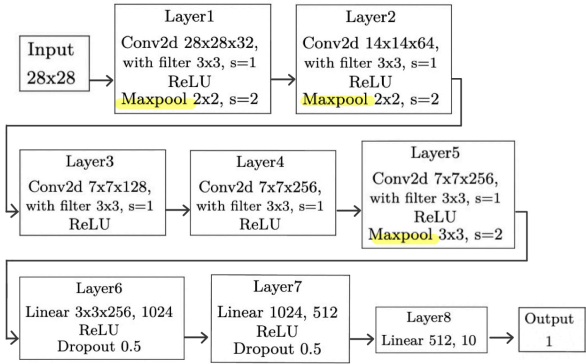 Input
28x28
Layer1
Conv2d 28x28x32,
with filter 3x3, s=1
ReLU
Maxpool 2x2, s=2
Layer2
Conv2d 14x14x64,
with filter 3x3, s=1
ReLU
Maxpool 2x2, s=2
Layer3
Conv2d 7x7x128,
with filter 3x3, s=1
ReLU
Layer4
Conv2d 7x7x256,
with filter 3x3, s=1
ReLU
Layer5
Conv2d 7x7x256,
with filter 3x3, s=1
ReLU
Maxpool 3x3, s=2
Layer6
Linear 3x3x256, 1024
ReLU
Dropout 0.5
Layer7
Linear 1024, 512
ReLU
Dropout 0.5
Layer8
Linear 512, 10
Output
1